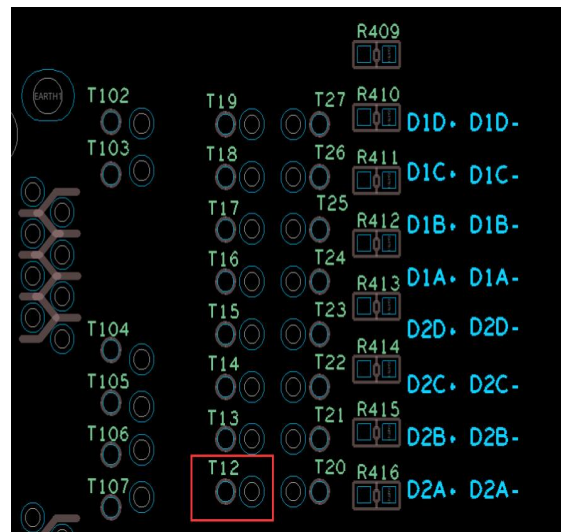 R409
EARTH1
T102 T19 T27 R410 D1D+ D1D-
T103 T18 T26 R411 D1C+ D1C-
T17 T25 R412 D1B+ D1B-
T16 T24 R413 D1A+ D1A-
T104 T15 T23 D2D+ D2D-
T105 T14 T22 R414 D2C+ D2C-
T106 T13 T21 R415 D2B+ D2B-
T107 T12 T20 R416 D2A+ D2A-